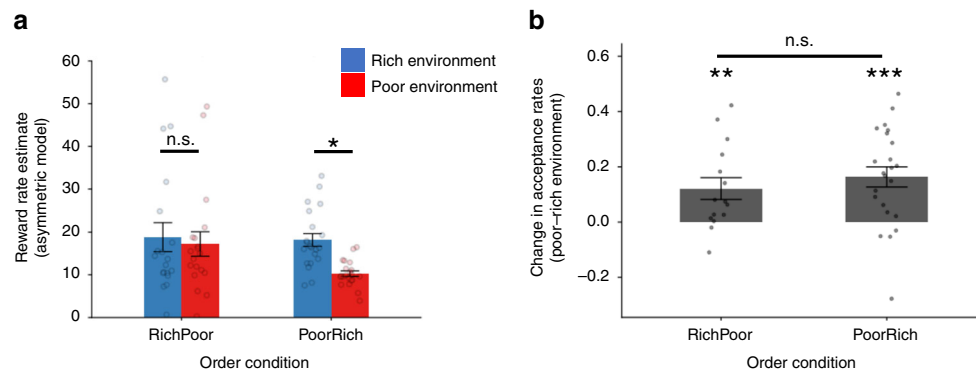 a
Reward rate estimate
(asymmetric model)
60
50
40
30
20
10
0
Rich environment
Poor environment
n.s.
*
RichPoor
PoorRich
Order condition
b
Change in acceptance rates
(poor–rich environment)
0.6
0.4
0.2
0.0
−0.2
n.s.
**
***
RichPoor
PoorRich
Order condition